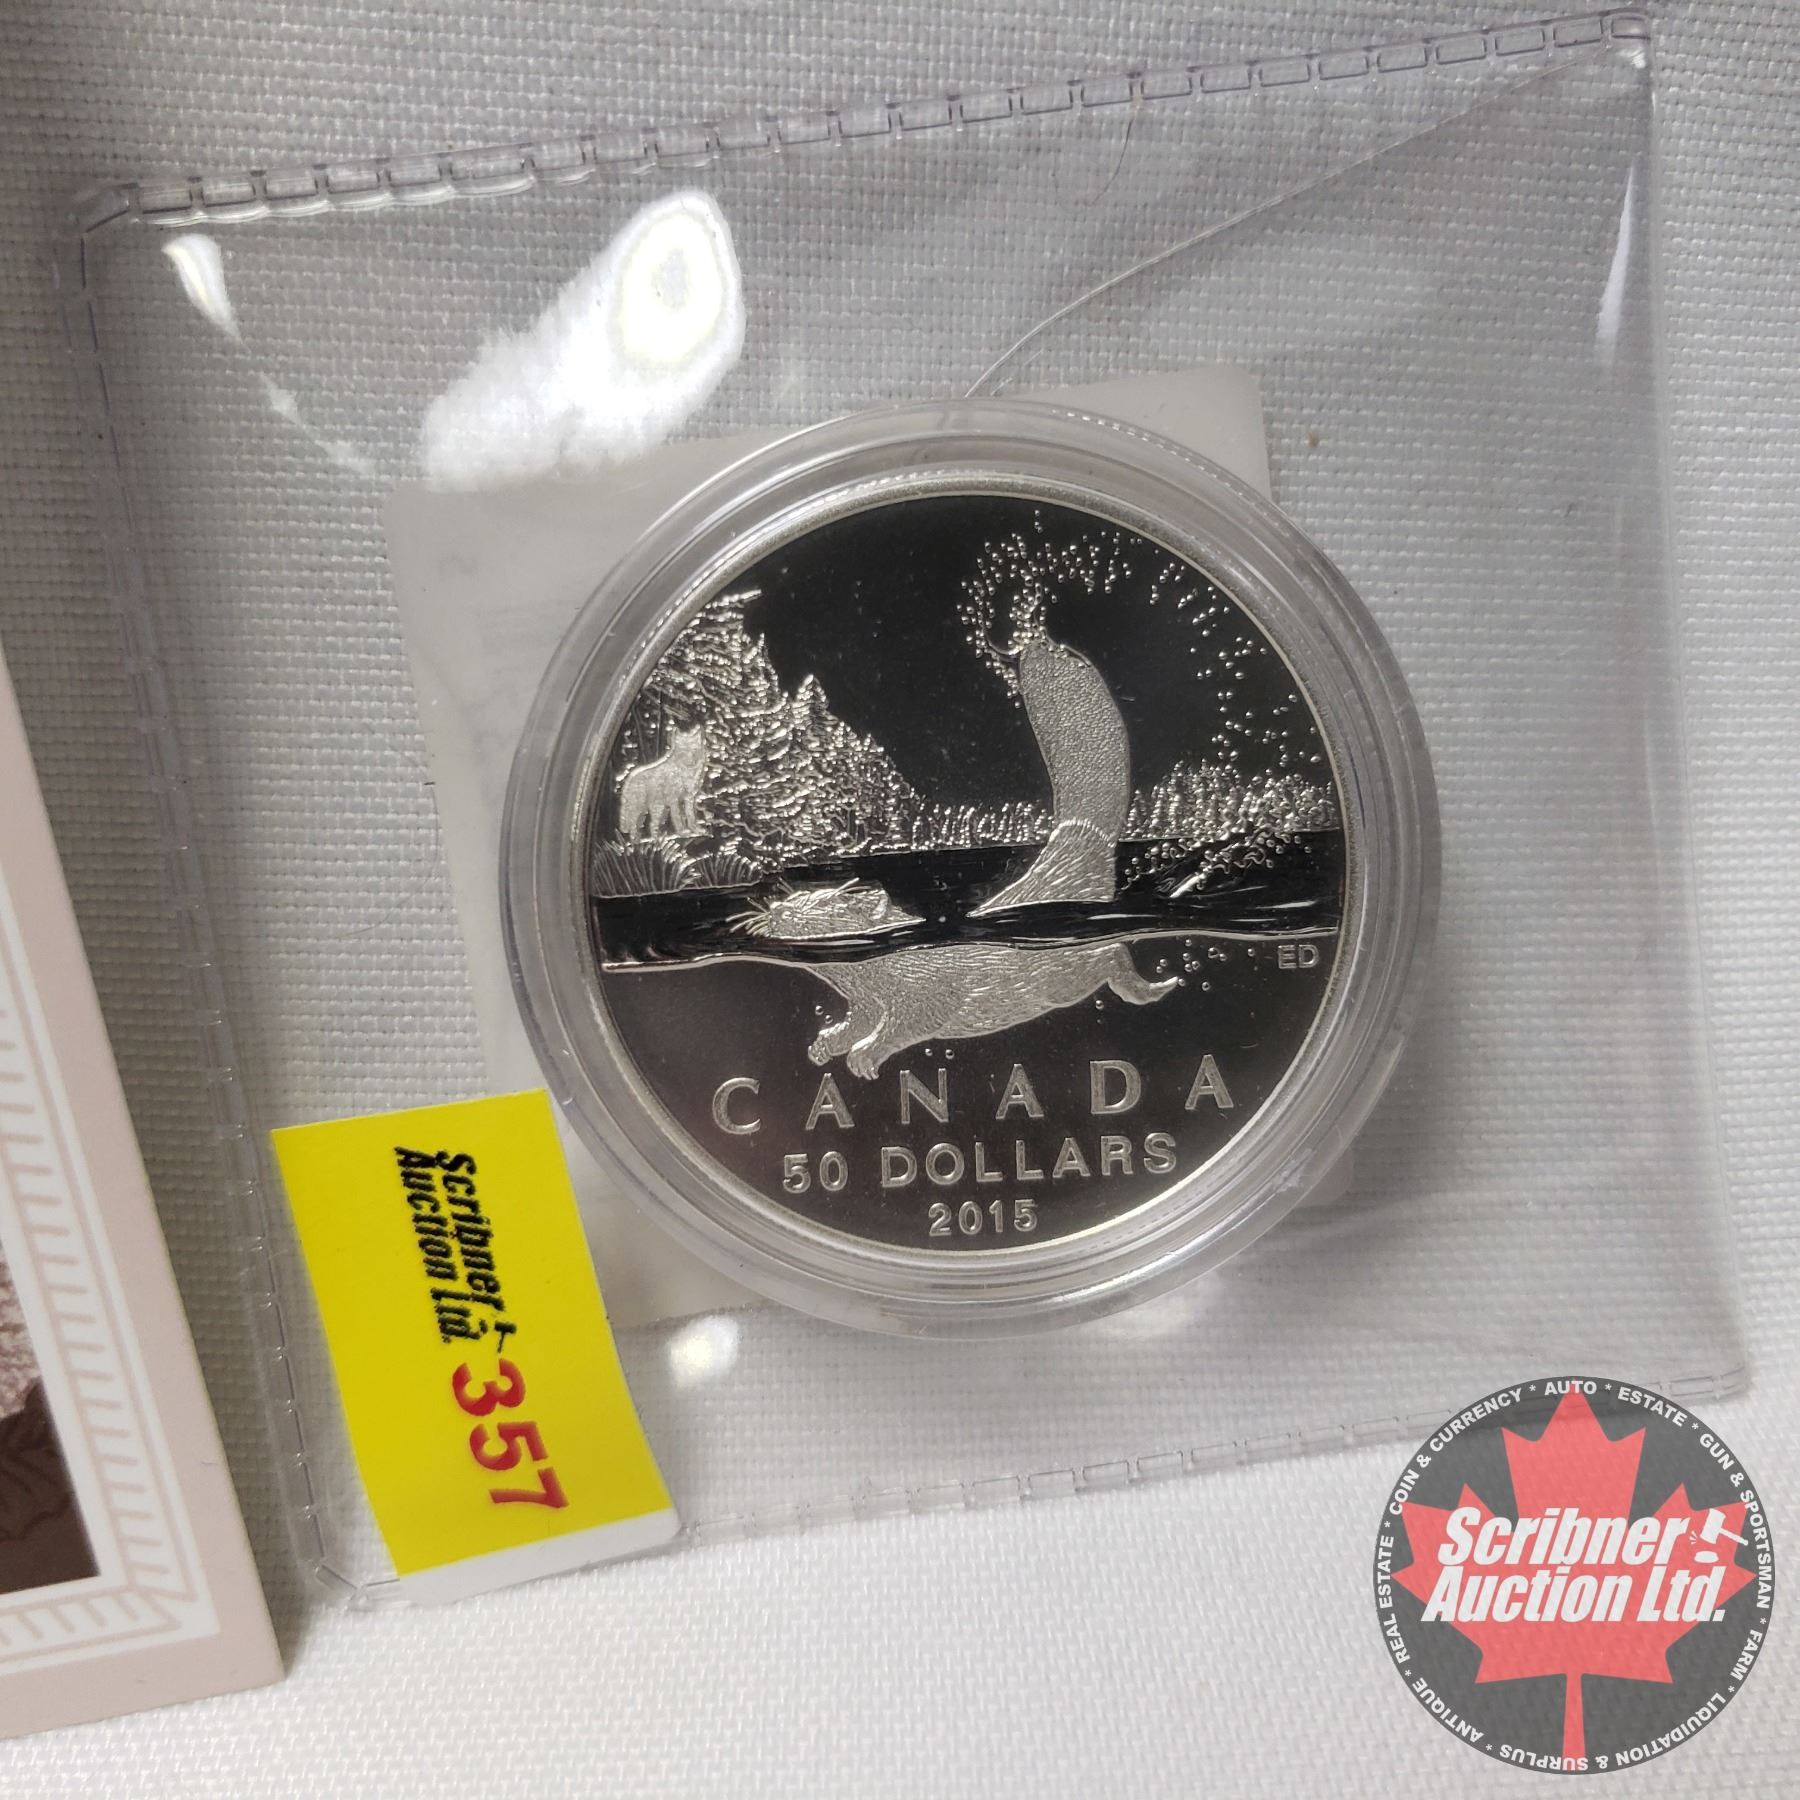 ED
CANADA
50 DOLLARS
2015
Scribner
Auction Ltd.
357
Scribner
Auction Ltd.
* COIN & CURRENCY * AUTO * ESTATE * GUN & SPORTSMAN * FARM * LIQUIDATION & SURPLUS * ANTIQUE * REAL ESTATE